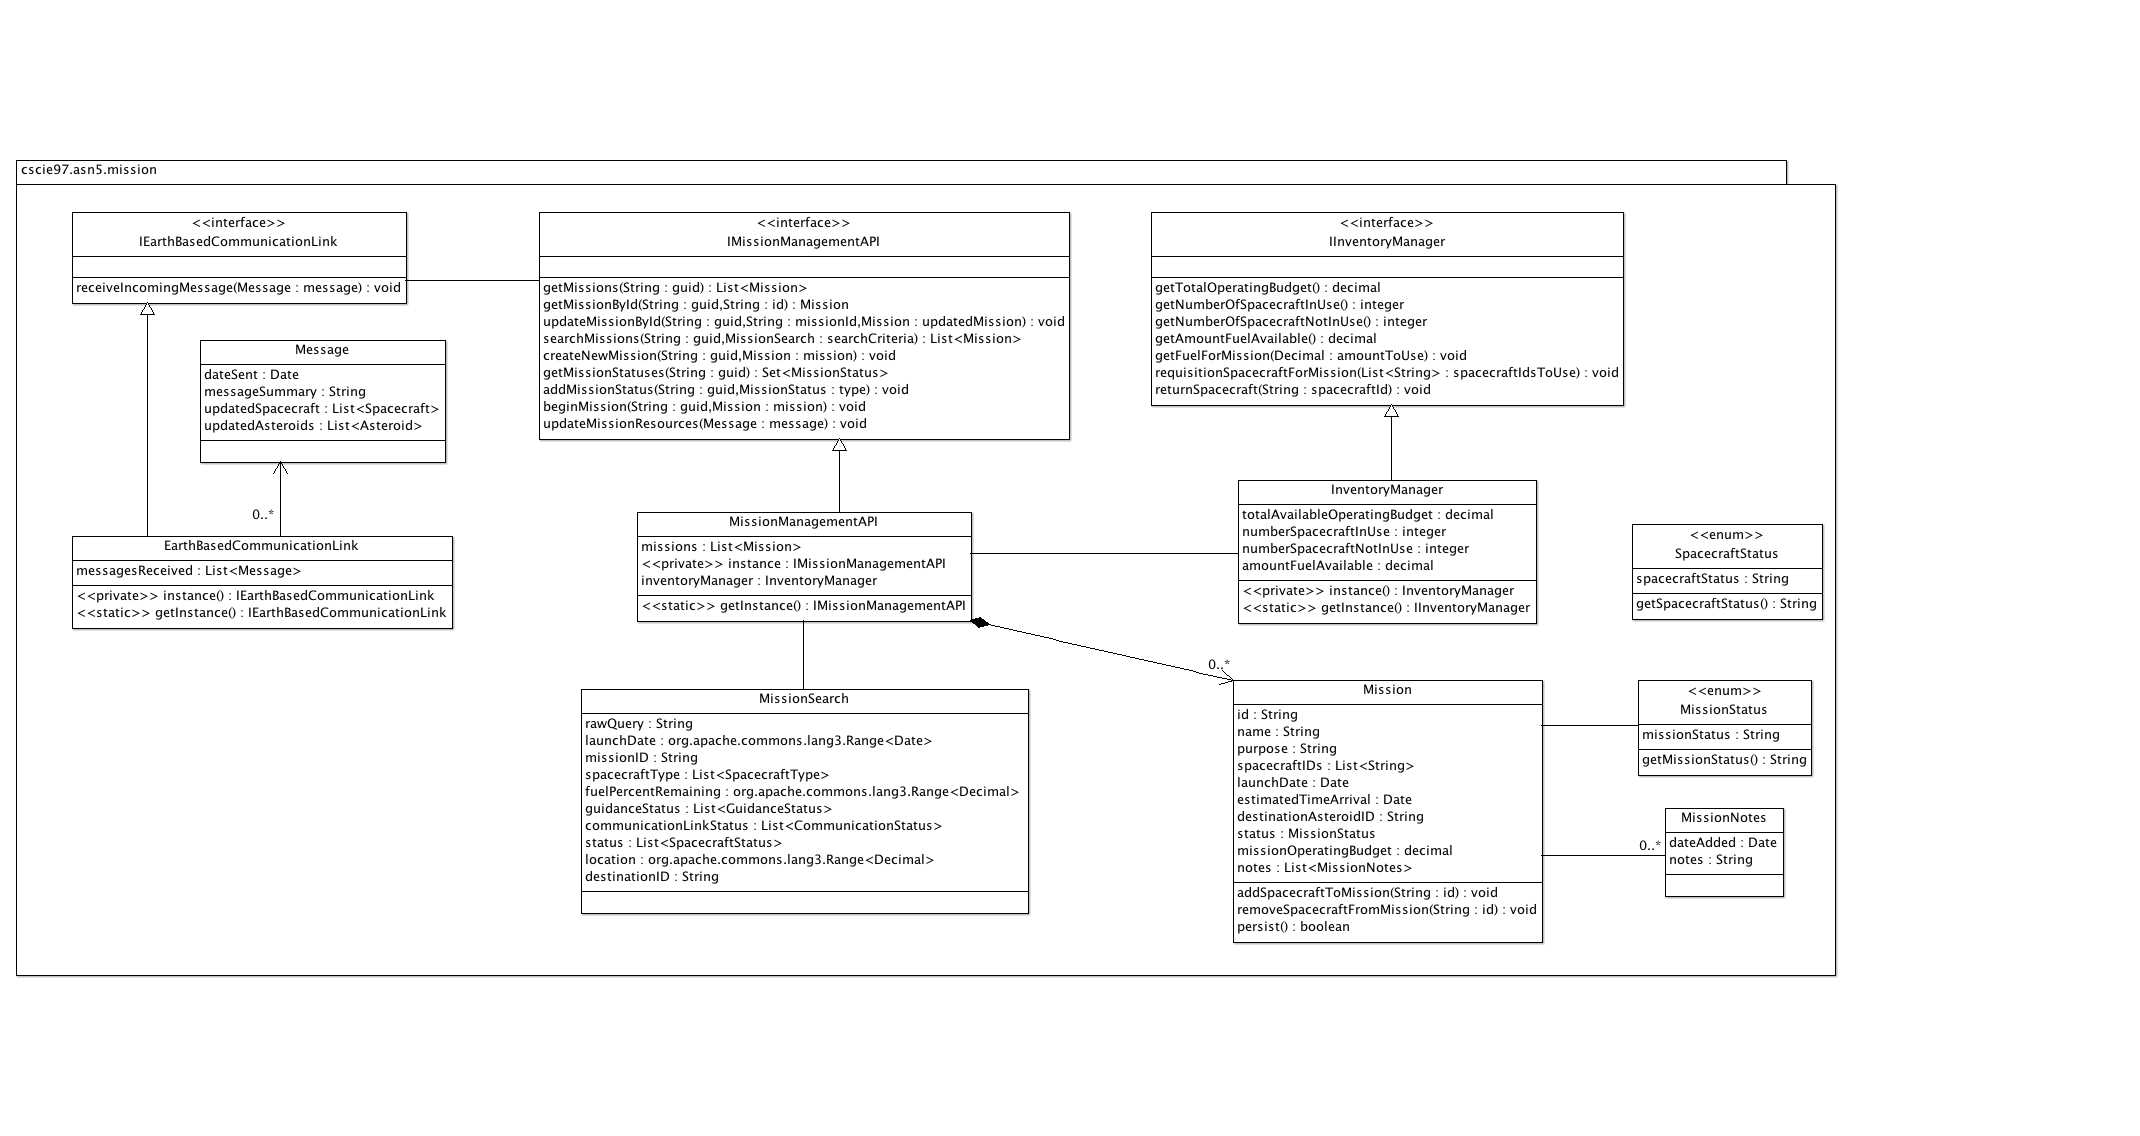 cscie97.asn5.mission
<<interface>>
IEarthBasedCommunicationLink
receiveIncomingMessage(Message : message) : void
Message
dateSent : Date
messageSummary : String
updatedSpacecraft : List<Spacecraft>
updatedAsteroids : List<Asteroid>
0..*
EarthBasedCommunicationLink
messagesReceived : List<Message>
<<private>> instance() : IEarthBasedCommunicationLink
<<static>> getInstance() : IEarthBasedCommunicationLink
<<interface>>
IMissionManagementAPI
getMissions(String : guid) : List<Mission>
getMissionById(String : guid,String : id) : Mission
updateMissionById(String : guid,String : missionId,Mission : updatedMission) : void
searchMissions(String : guid,MissionSearch : searchCriteria) : List<Mission>
createNewMission(String : guid,Mission : mission) : void
getMissionStatuses(String : guid) : Set<MissionStatus>
addMissionStatus(String : guid,MissionStatus : type) : void
beginMission(String : guid,Mission : mission) : void
updateMissionResources(Message : message) : void
MissionManagementAPI
missions : List<Mission>
<<private>> instance : IMissionManagementAPI
inventoryManager : InventoryManager
<<static>> getInstance() : IMissionManagementAPI
MissionSearch
rawQuery : String
launchDate : org.apache.commons.lang3.Range<Date>
missionID : String
spacecraftType : List<SpacecraftType>
fuelPercentRemaining : org.apache.commons.lang3.Range<Decimal>
guidanceStatus : List<GuidanceStatus>
communicationLinkStatus : List<CommunicationStatus>
status : List<SpacecraftStatus>
location : org.apache.commons.lang3.Range<Decimal>
destinationID : String
<<interface>>
IInventoryManager
getTotalOperatingBudget() : decimal
getNumberOfSpacecraftInUse() : integer
getNumberOfSpacecraftNotInUse() : integer
getAmountFuelAvailable() : decimal
getFuelForMission(Decimal : amountToUse) : void
requisitionSpacecraftForMission(List<String> : spacecraftIdsToUse) : void
returnSpacecraft(String : spacecraftId) : void
InventoryManager
totalAvailableOperatingBudget : decimal
numberSpacecraftInUse : integer
numberSpacecraftNotInUse : integer
amountFuelAvailable : decimal
<<private>> instance() : InventoryManager
<<static>> getInstance() : IInventoryManager
0..*
Mission
id : String
name : String
purpose : String
spacecraftIDs : List<String>
launchDate : Date
estimatedTimeArrival : Date
destinationAsteroidID : String
status : MissionStatus
missionOperatingBudget : decimal
notes : List<MissionNotes>
addSpacecraftToMission(String : id) : void
removeSpacecraftFromMission(String : id) : void
persist() : boolean
<<enum>>
SpacecraftStatus
spacecraftStatus : String
getSpacecraftStatus() : String
<<enum>>
MissionStatus
missionStatus : String
getMissionStatus() : String
0..*
MissionNotes
dateAdded : Date
notes : String